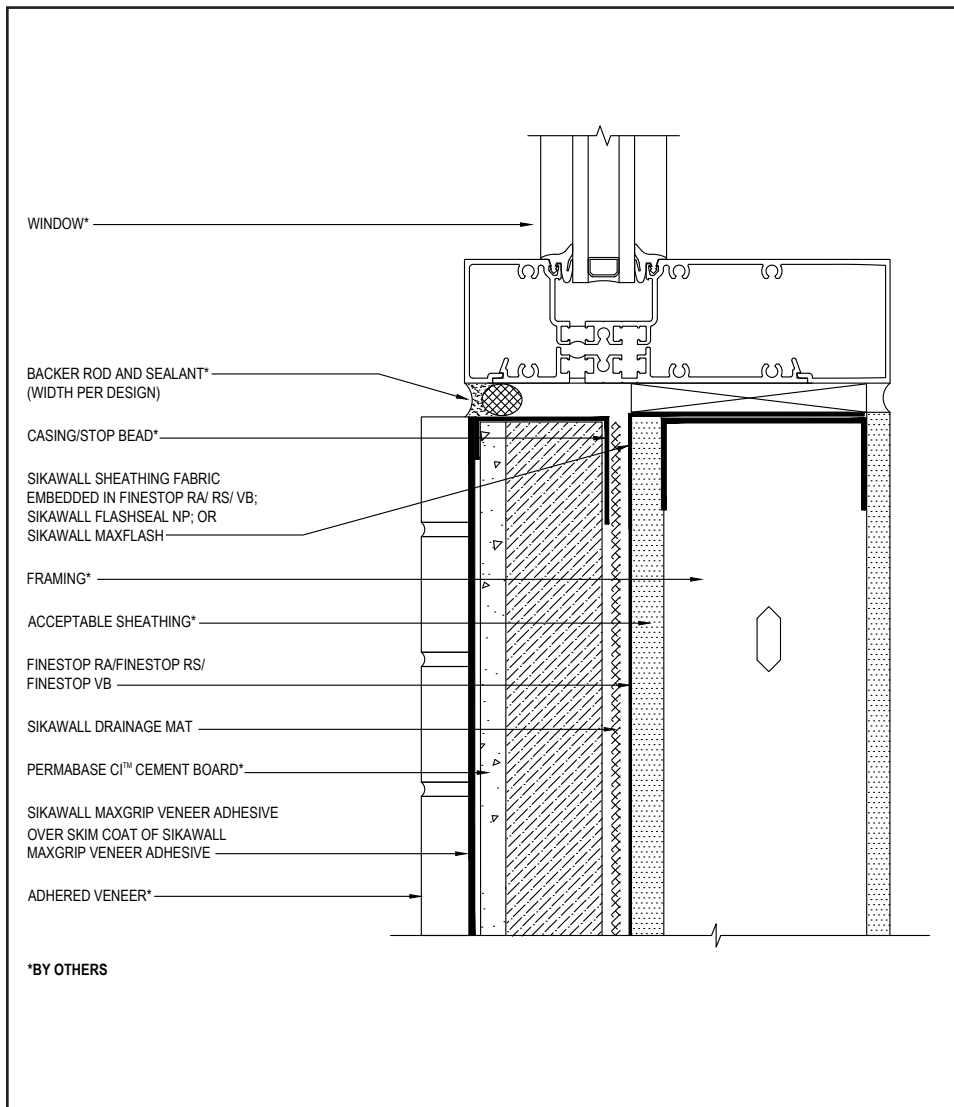 WINDOW*
BACKER ROD AND SEALANT*
(WIDTH PER DESIGN)
CASING/STOP BEAD*
SIKAWALL SHEATHING FABRIC
EMBEDDED IN FINESTOP RA/ RS/ VB;
SIKAWALL FLASHSEAL NP; OR
SIKAWALL MAXFLASH
FRAMING*
ACCEPTABLE SHEATHING*
FINESTOP RA/FINESTOP RS/
FINESTOP VB
SIKAWALL DRAINAGE MAT
PERMABASE CI™ CEMENT BOARD*
SIKAWALL MAXGRIP VENEER ADHESIVE
OVER SKIM COAT OF SIKAWALL
MAXGRIP VENEER ADHESIVE
ADHERED VENEER*
*BY OTHERS